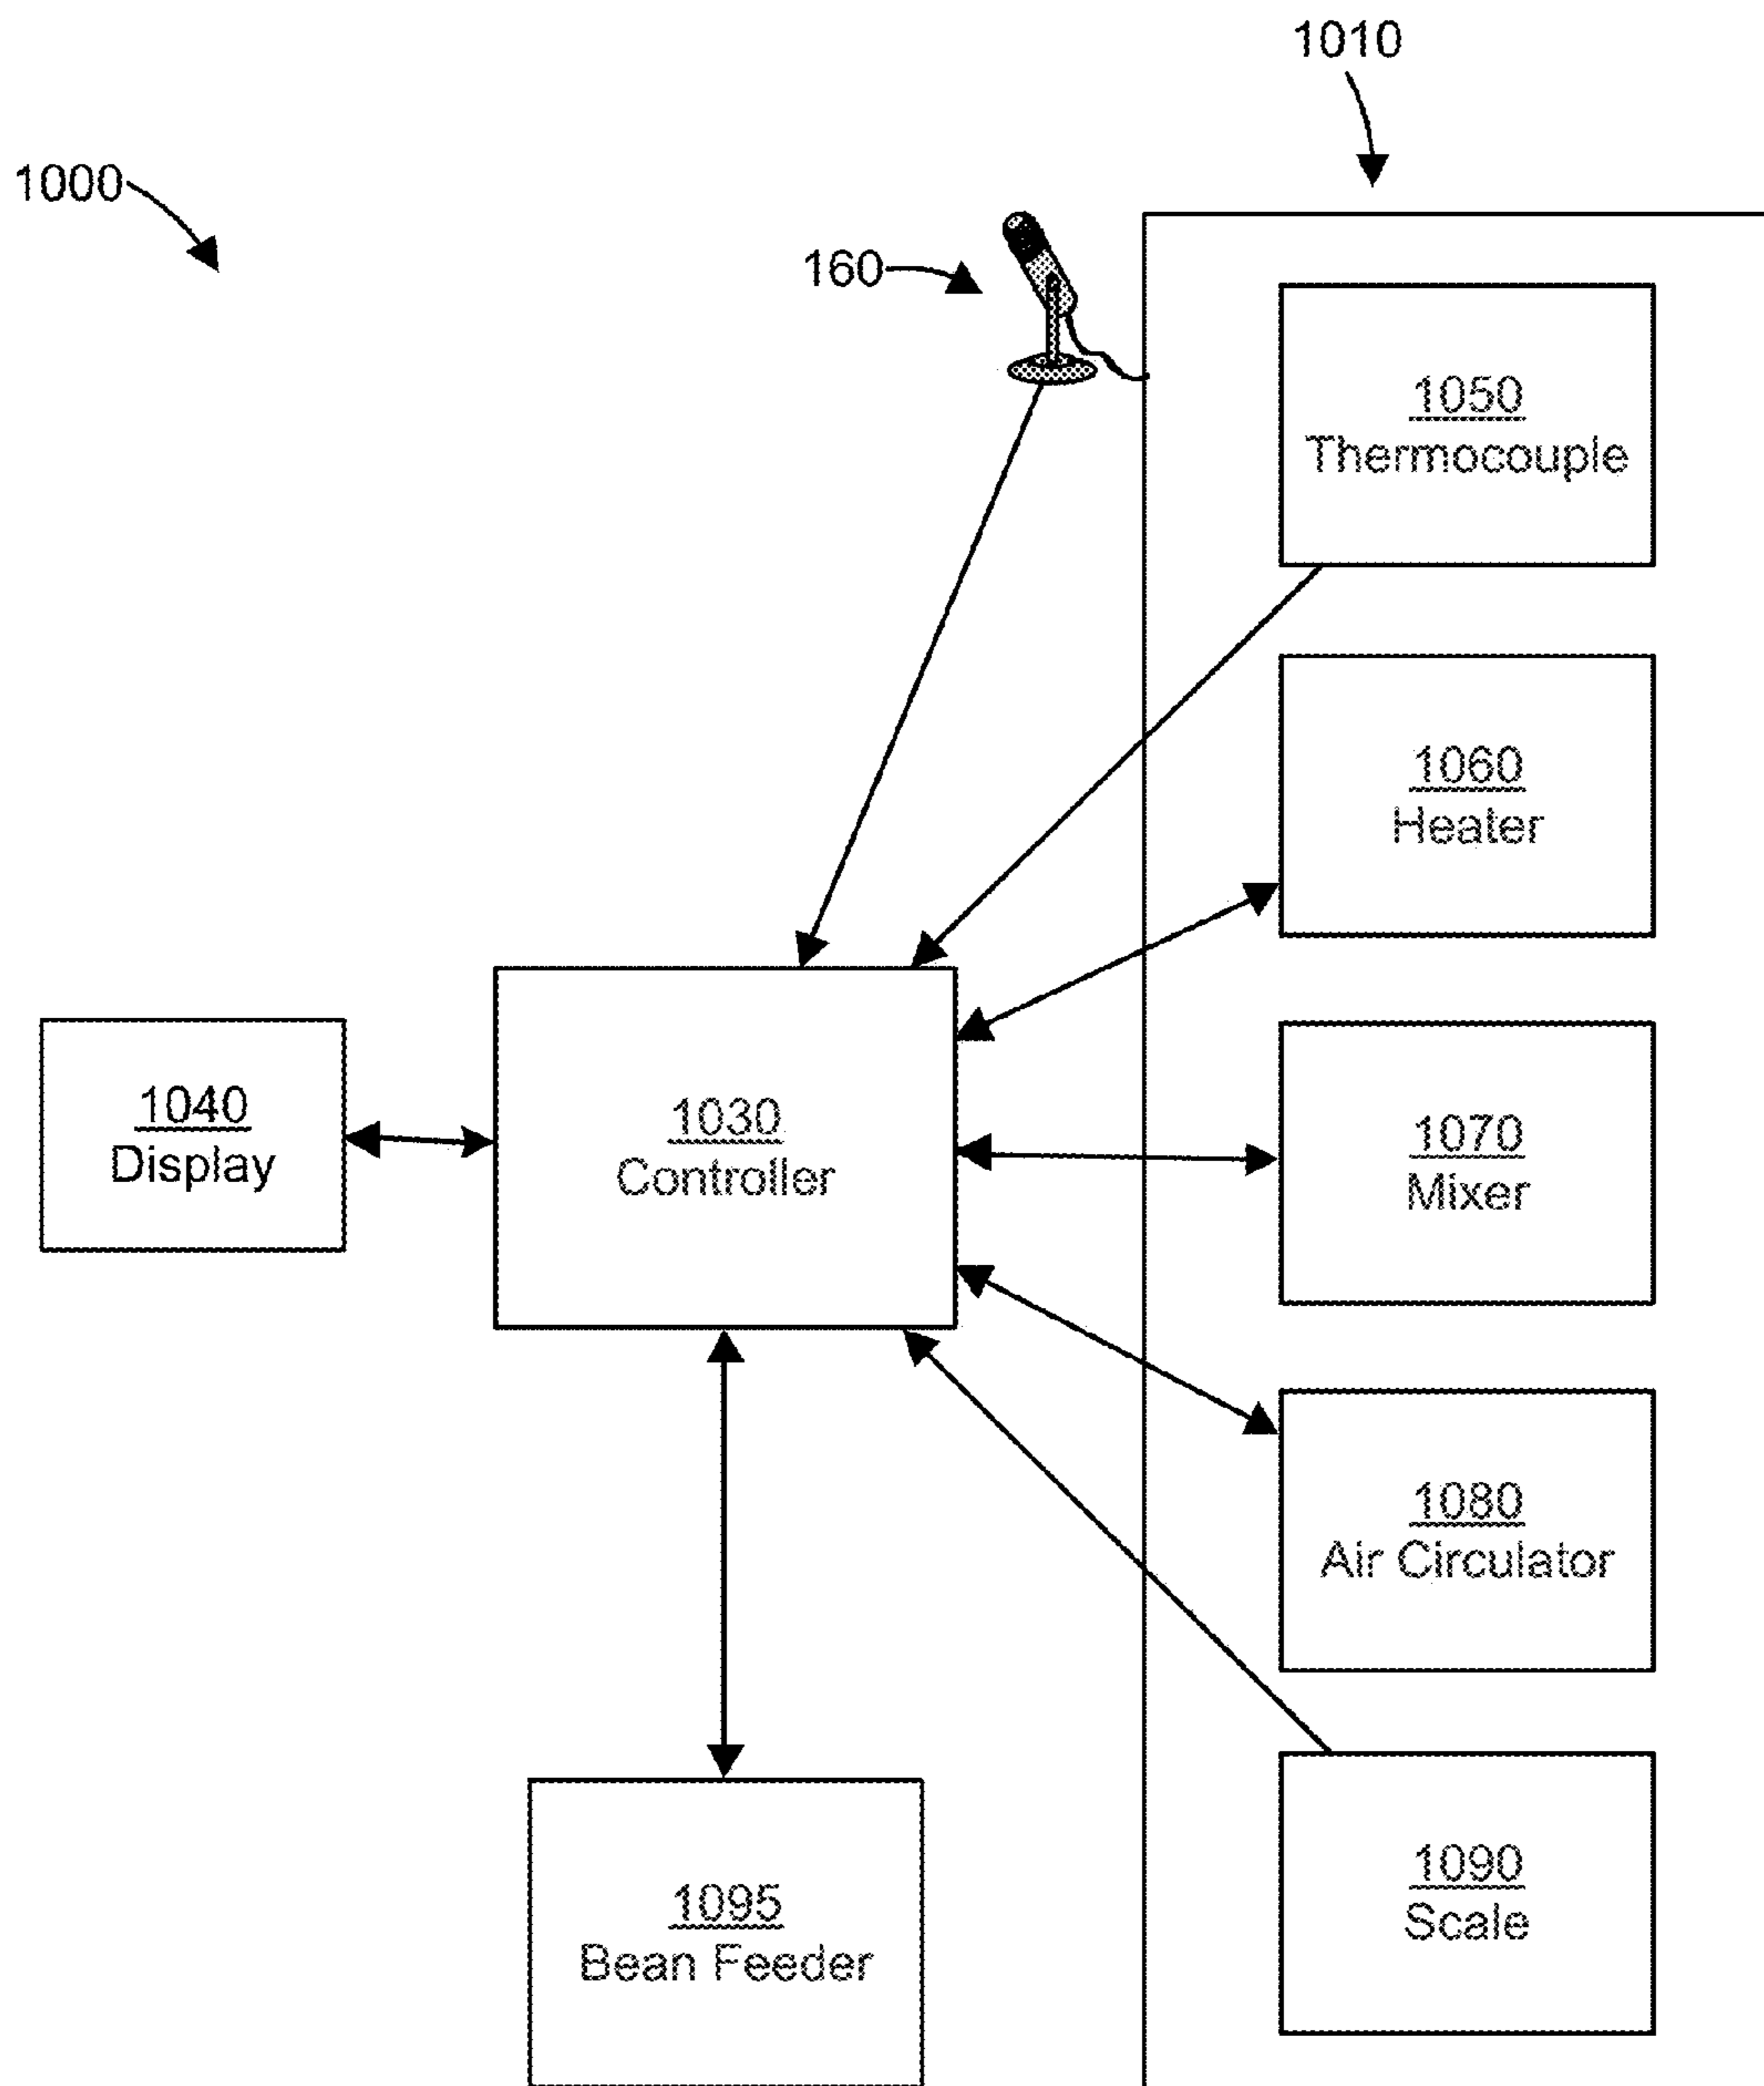 1010
1000
160
1050
Thermocouple
1060
Heater
1040
Display
1030
Controller
1070
Mixer
1080
Air Circulator
1095
Bean Feeder
1090
Scale